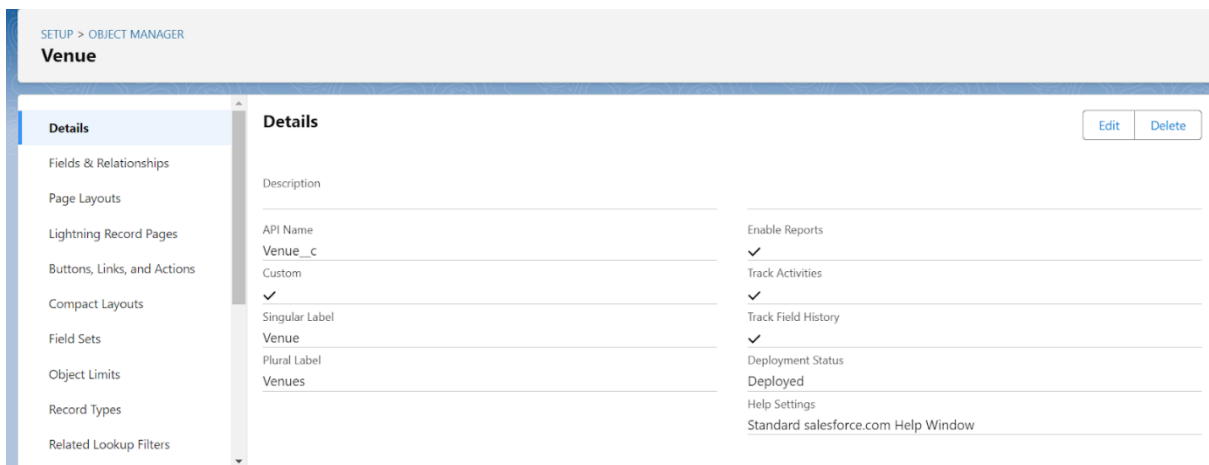 SETUP > OBJECT MANAGER
Venue
Details
Fields & Relationships
Page Layouts
Lightning Record Pages
Buttons, Links, and Actions
Compact Layouts
Field Sets
Object Limits
Record Types
Related Lookup Filters
Details
Edit Delete
Description
API Name
Venue__c
Custom
Singular Label
Venue
Plural Label
Venues
Enable Reports
Track Activities
Track Field History
Deployment Status
Deployed
Help Settings
Standard salesforce.com Help Window